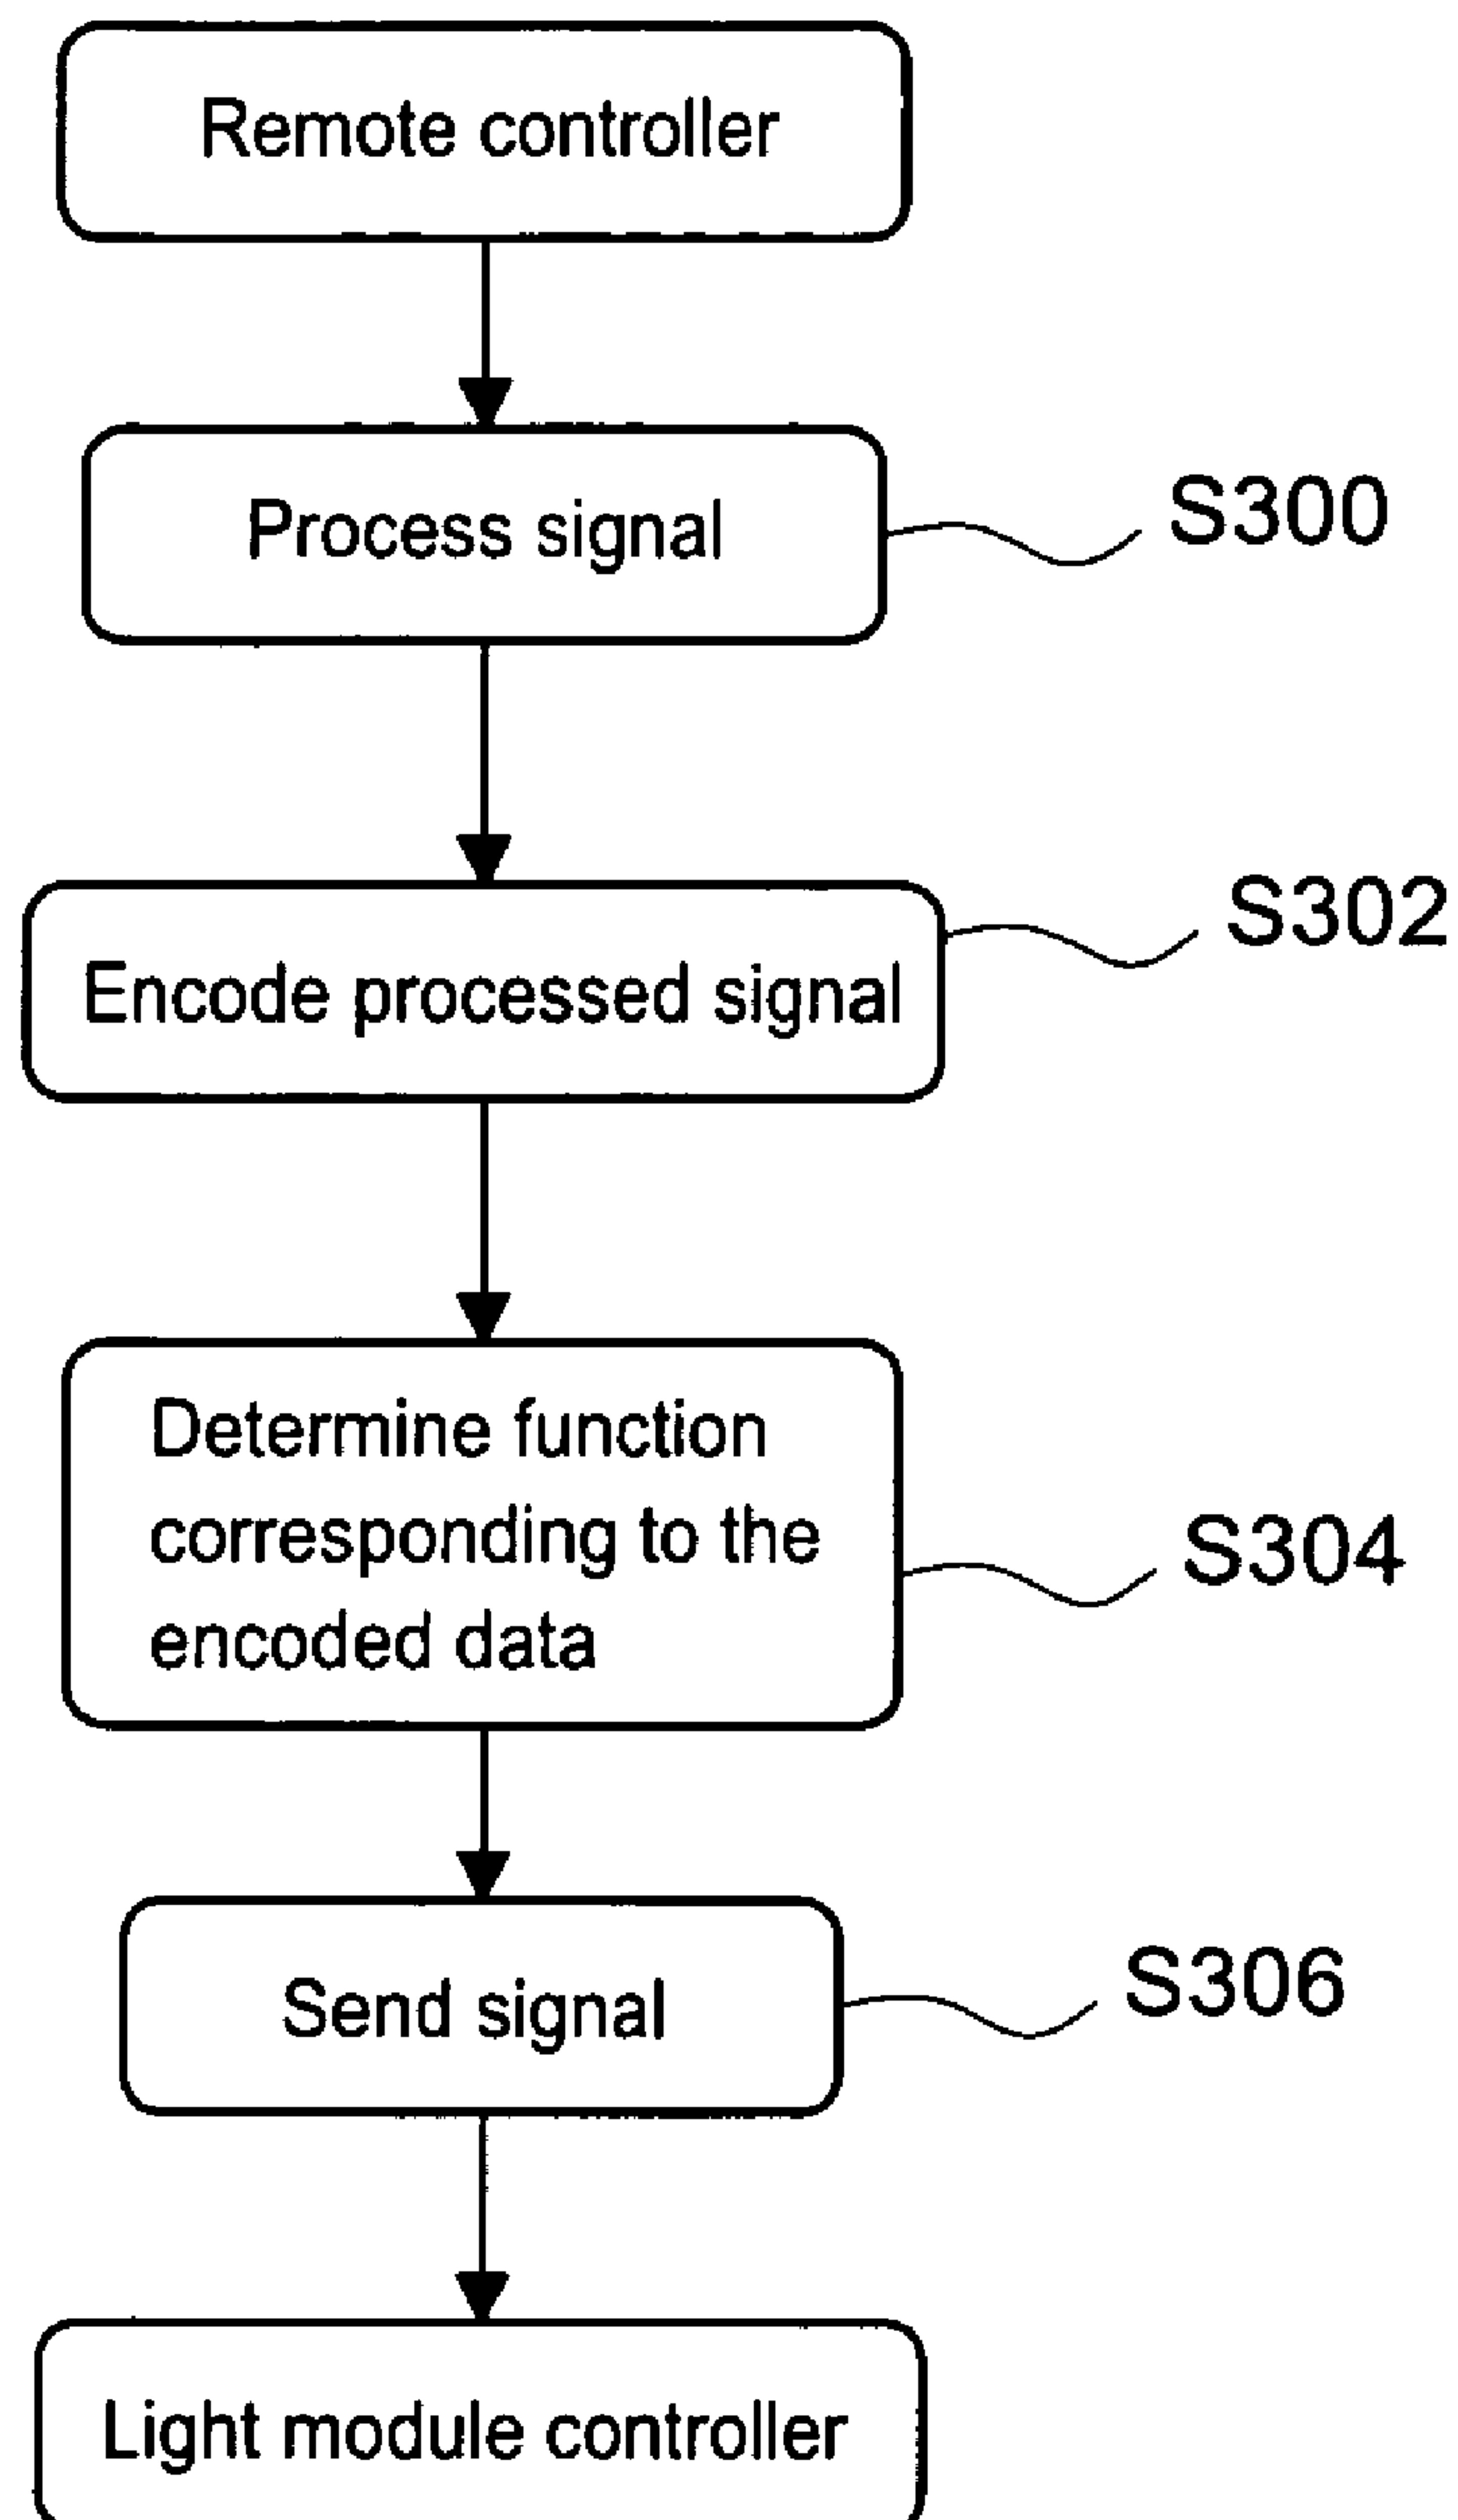 Remote controller
Process signal
S300
Encode processed signal
S302
Determine function
corresponding to the
encoded data
S304
Send signal
S306
Light module controller